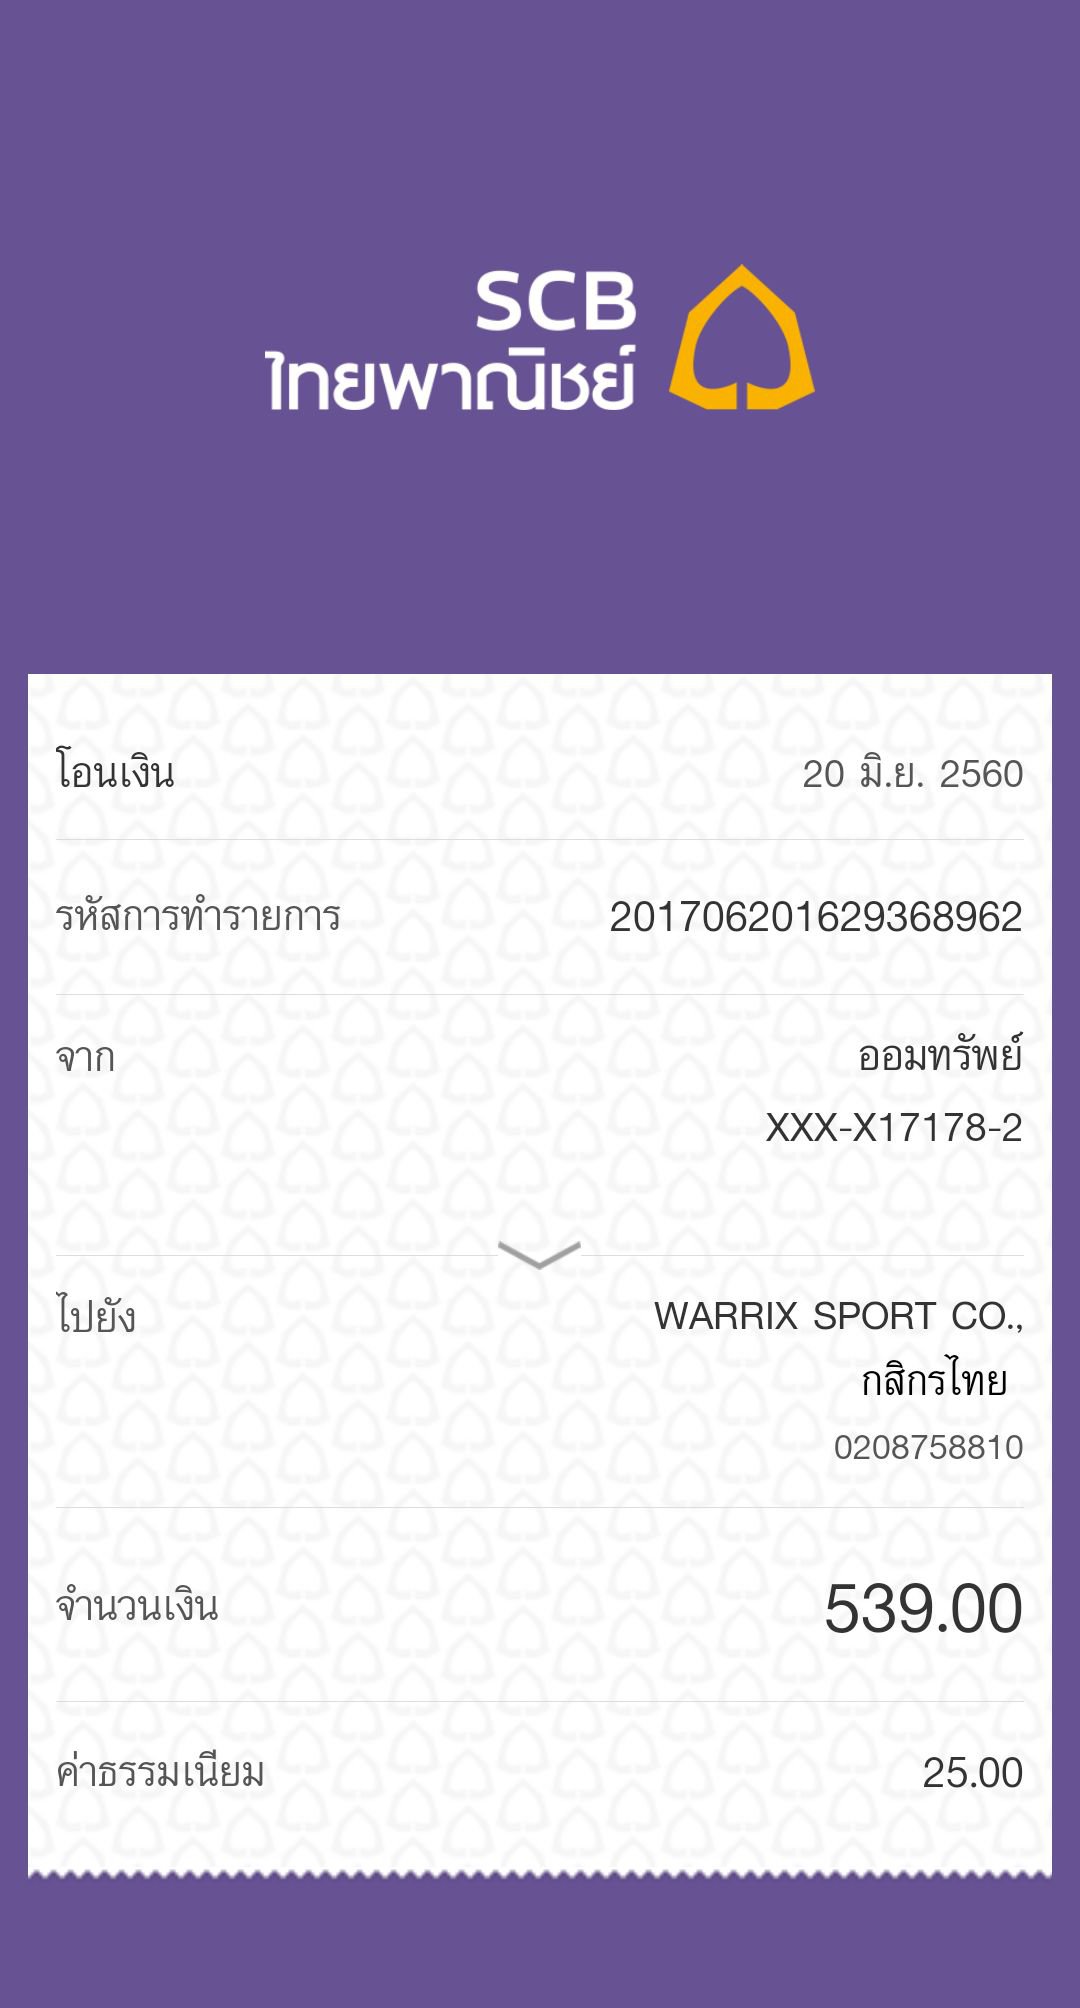 SCB
ไทยพาณิชย์
โอนเงิน 20 มิ.ย. 2560
รหัสการทำรายการ 201706201629368962
จาก ออมทรัพย์
XXX-X17178-2
ไปยัง WARRIX SPORT CO.,
กสิกรไทย
0208758810
จำนวนเงิน 539.00
ค่าธรรมเนียม 25.00